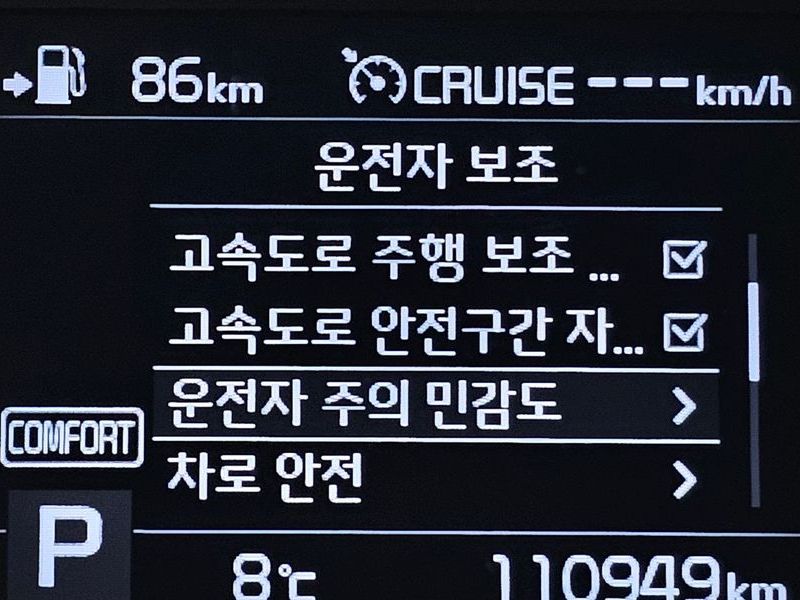 86km CRUISE ---km/h
운전자 보조
고속도로 주행 보조 ...
고속도로 안전구간 자...
운전자 주의 민감도
COMFORT
차로 안전
P
8℃ 110949km